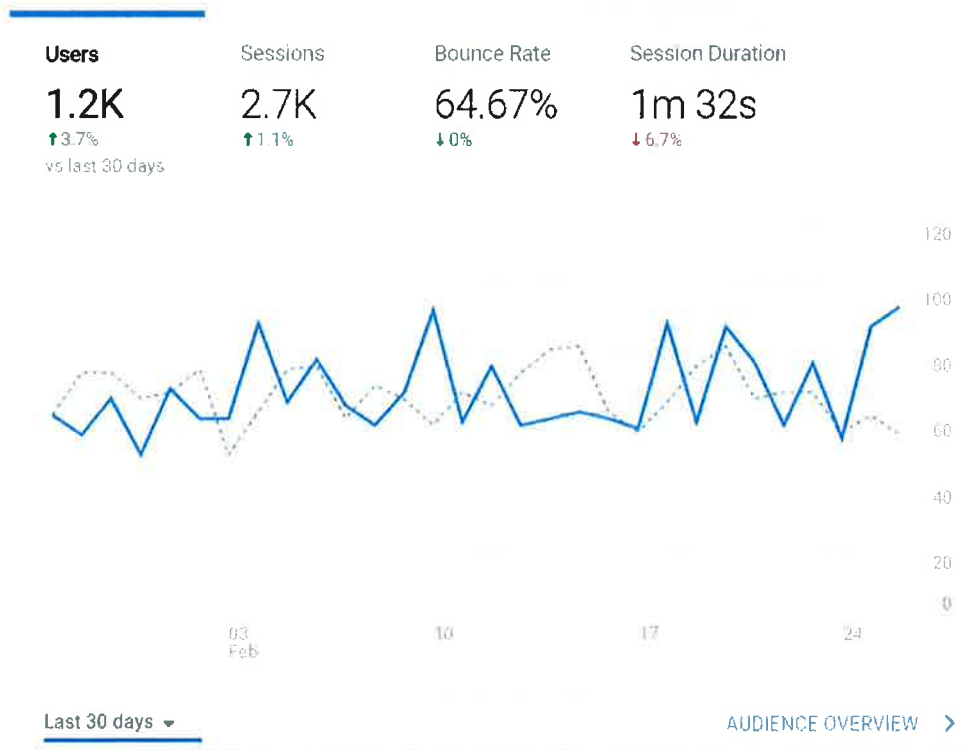 Users Sessions Bounce Rate Session Duration
1.2K 2.7K 64.67% 1m 32s
↑3.7% ↑1.1% ↓0% ↓6.7%
vs last 30 days
120
100
80
60
40
20
0
03 10 17 24
Feb
Last 30 days
AUDIENCE OVERVIEW